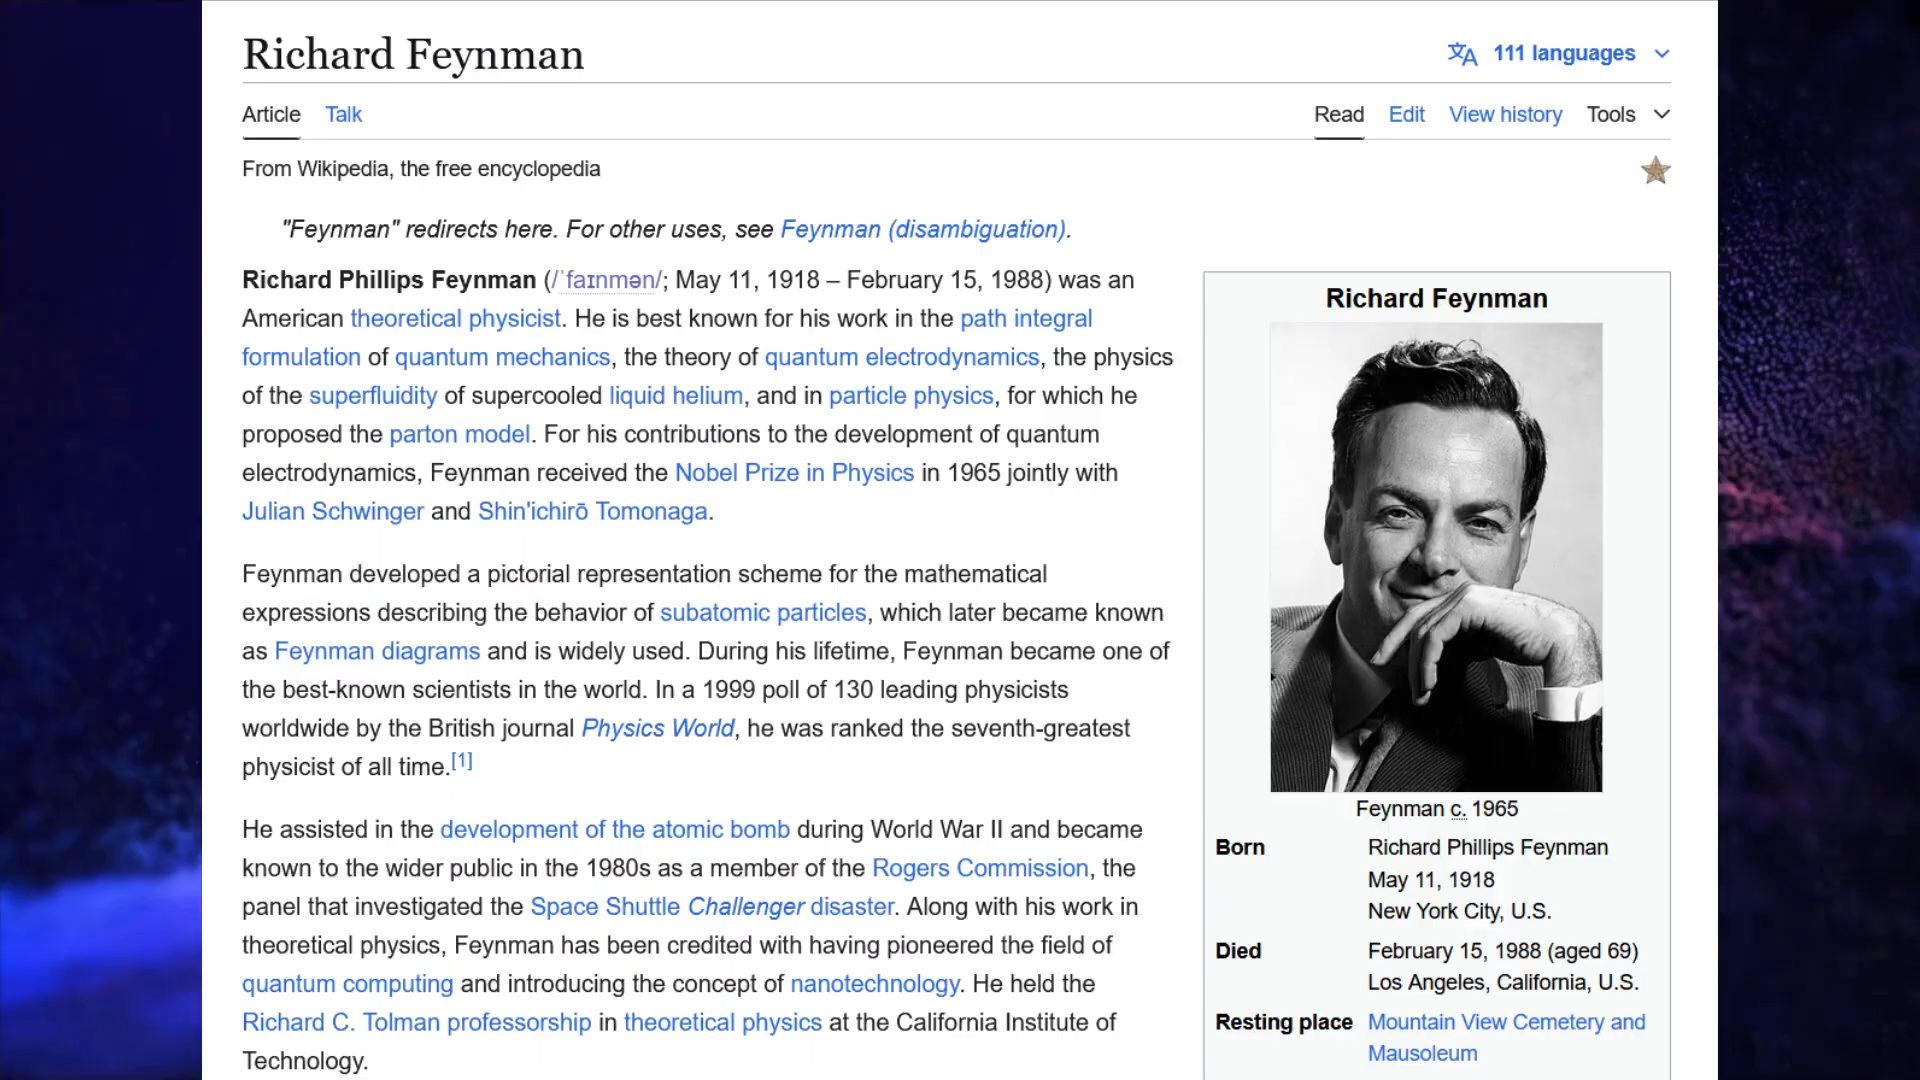 Richard Feynman
111 languages
Article Talk
Read Edit View history Tools
From Wikipedia, the free encyclopedia
"Feynman" redirects here. For other uses, see Feynman (disambiguation).
Richard Phillips Feynman (/ˈfaɪnmən/; May 11, 1918 – February 15, 1988) was an
American theoretical physicist. He is best known for his work in the path integral
formulation of quantum mechanics, the theory of quantum electrodynamics, the physics
of the superfluidity of supercooled liquid helium, and in particle physics, for which he
proposed the parton model. For his contributions to the development of quantum
electrodynamics, Feynman received the Nobel Prize in Physics in 1965 jointly with
Julian Schwinger and Shin'ichirō Tomonaga.
Feynman developed a pictorial representation scheme for the mathematical
expressions describing the behavior of subatomic particles, which later became known
as Feynman diagrams and is widely used. During his lifetime, Feynman became one of
the best-known scientists in the world. In a 1999 poll of 130 leading physicists
worldwide by the British journal Physics World, he was ranked the seventh-greatest
physicist of all time.[1]
He assisted in the development of the atomic bomb during World War II and became
known to the wider public in the 1980s as a member of the Rogers Commission, the
panel that investigated the Space Shuttle Challenger disaster. Along with his work in
theoretical physics, Feynman has been credited with having pioneered the field of
quantum computing and introducing the concept of nanotechnology. He held the
Richard C. Tolman professorship in theoretical physics at the California Institute of
Technology.
Richard Feynman
Feynman c. 1965
Born Richard Phillips Feynman
May 11, 1918
New York City, U.S.
Died February 15, 1988 (aged 69)
Los Angeles, California, U.S.
Resting place Mountain View Cemetery and
Mausoleum